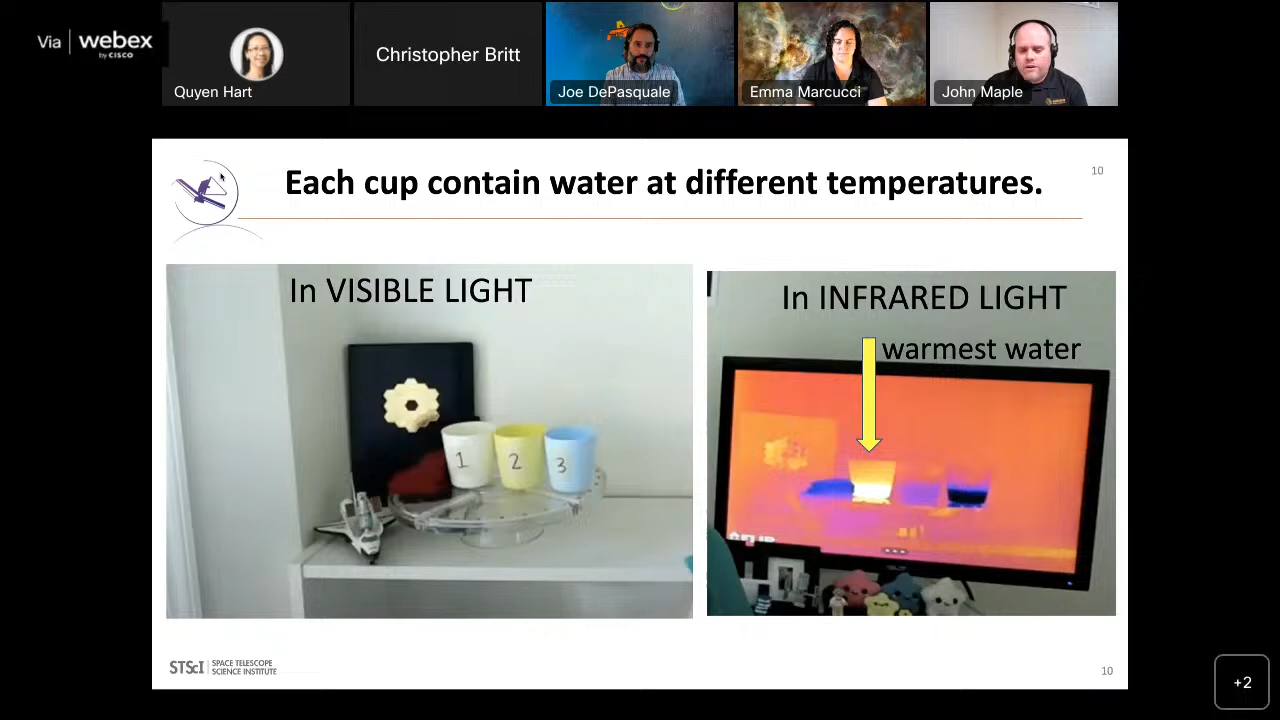 Via | webex
by CISCO
Quyen Hart
Christopher Britt
Joe DePasquale
Emma Marcucci
John Maple
Each cup contain water at different temperatures.
10
In VISIBLE LIGHT
1 2 3
In INFRARED LIGHT
warmest water
STScI | SPACE TELESCOPE
SCIENCE INSTITUTE
10
+2